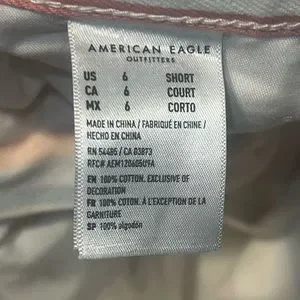 AMERICAN EAGLE
OUTFITTERS
US 6 SHORT
CA 6 COURT
MX 6 CORTO
MADE IN CHINA / FABRIQUÉ EN CHINE /
HECHO EN CHINA
RN 54485 / CA 03873
RFC# AEM120605U9A
EN 100% COTTON. EXCLUSIVE OF
DECORATION
FR 100% COTON. À L'EXCEPTION DE LA
GARNITURE
SP 100% algodón